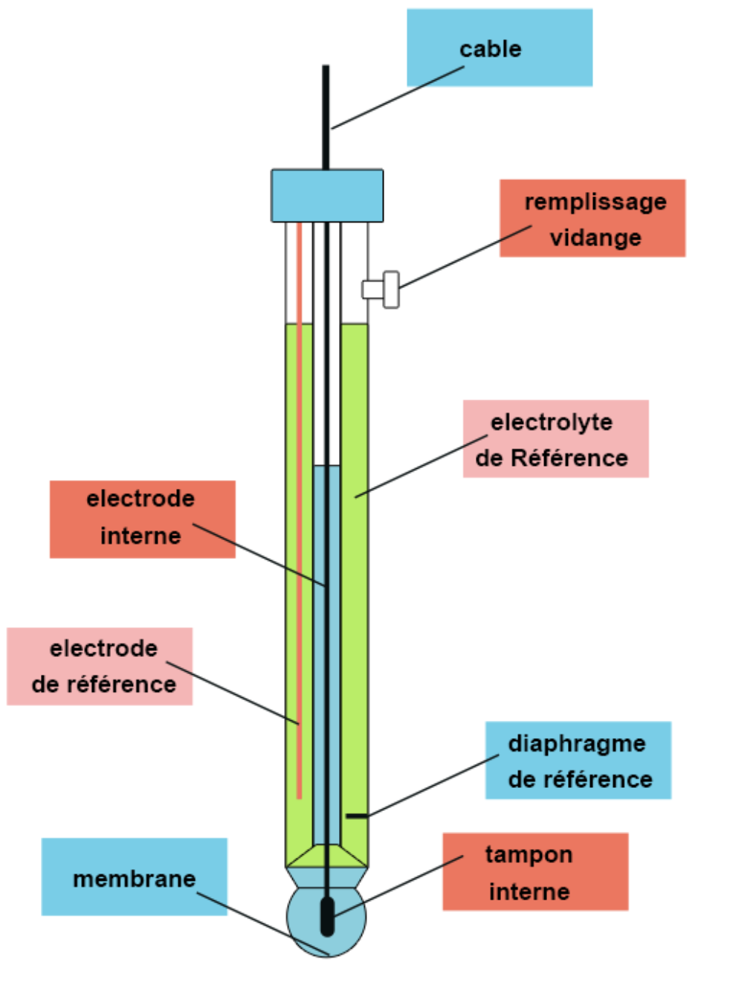 cable
remplissage
vidange
electrolyte
de Référence
electrode
interne
electrode
de référence
diaphragme
de référence
tampon
interne
membrane